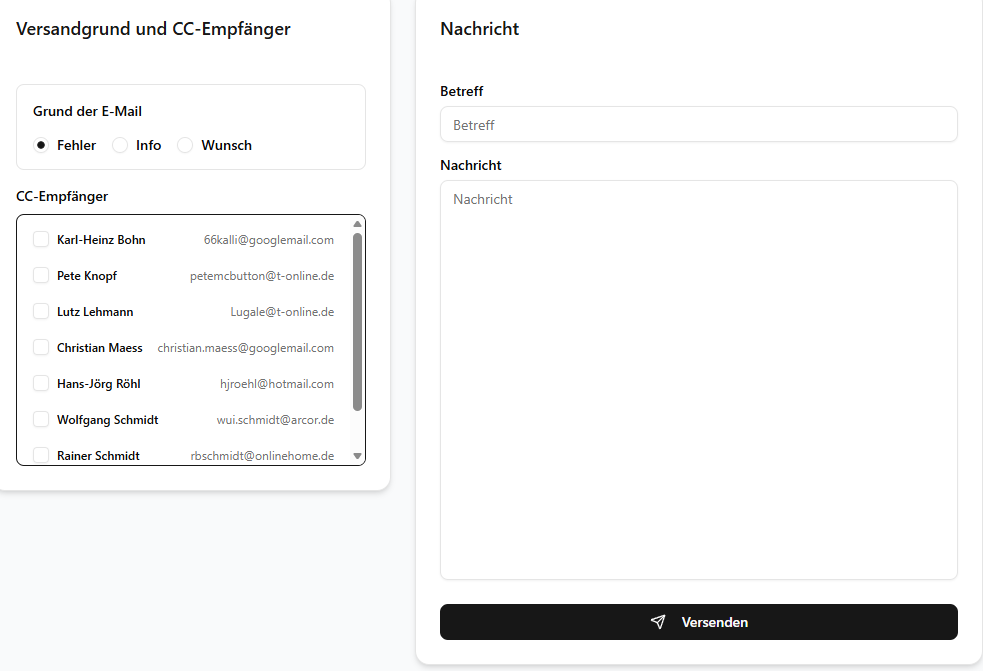 Versandgrund und CC-Empfänger
Grund der E-Mail
Fehler Info Wunsch
CC-Empfänger
Karl-Heinz Bohn 66kalli@googlemail.com
Pete Knopf petemcbutton@t-online.de
Lutz Lehmann Lugale@t-online.de
Christian Maess christian.maess@googlemail.com
Hans-Jörg Röhl hjroehl@hotmail.com
Wolfgang Schmidt wui.schmidt@arcor.de
Rainer Schmidt rbschmidt@onlinehome.de
Nachricht
Betreff
Betreff
Nachricht
Nachricht
Versenden